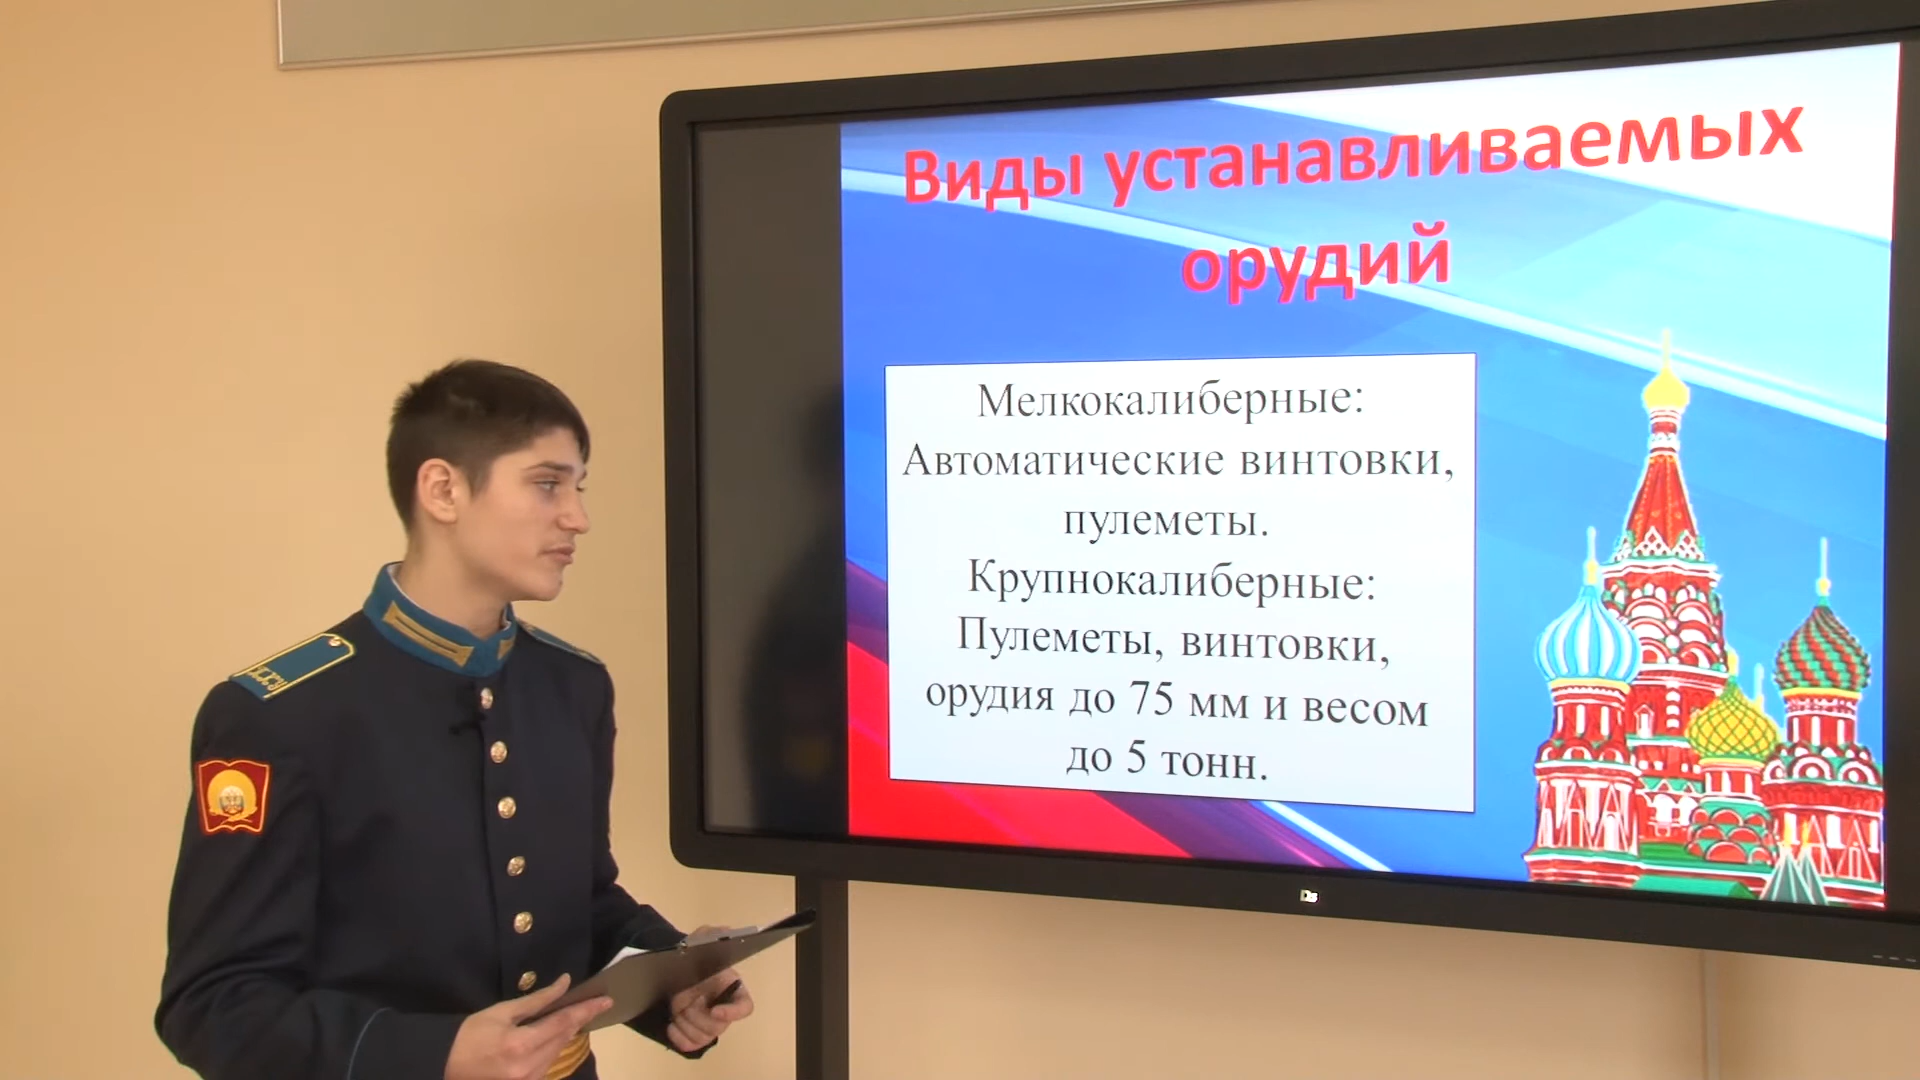 Виды устанавливаемых
орудий
Мелкокалиберные:
Автоматические винтовки,
пулеметы.
Крупнокалиберные:
Пулеметы, винтовки,
орудия до 75 мм и весом
до 5 тонн.